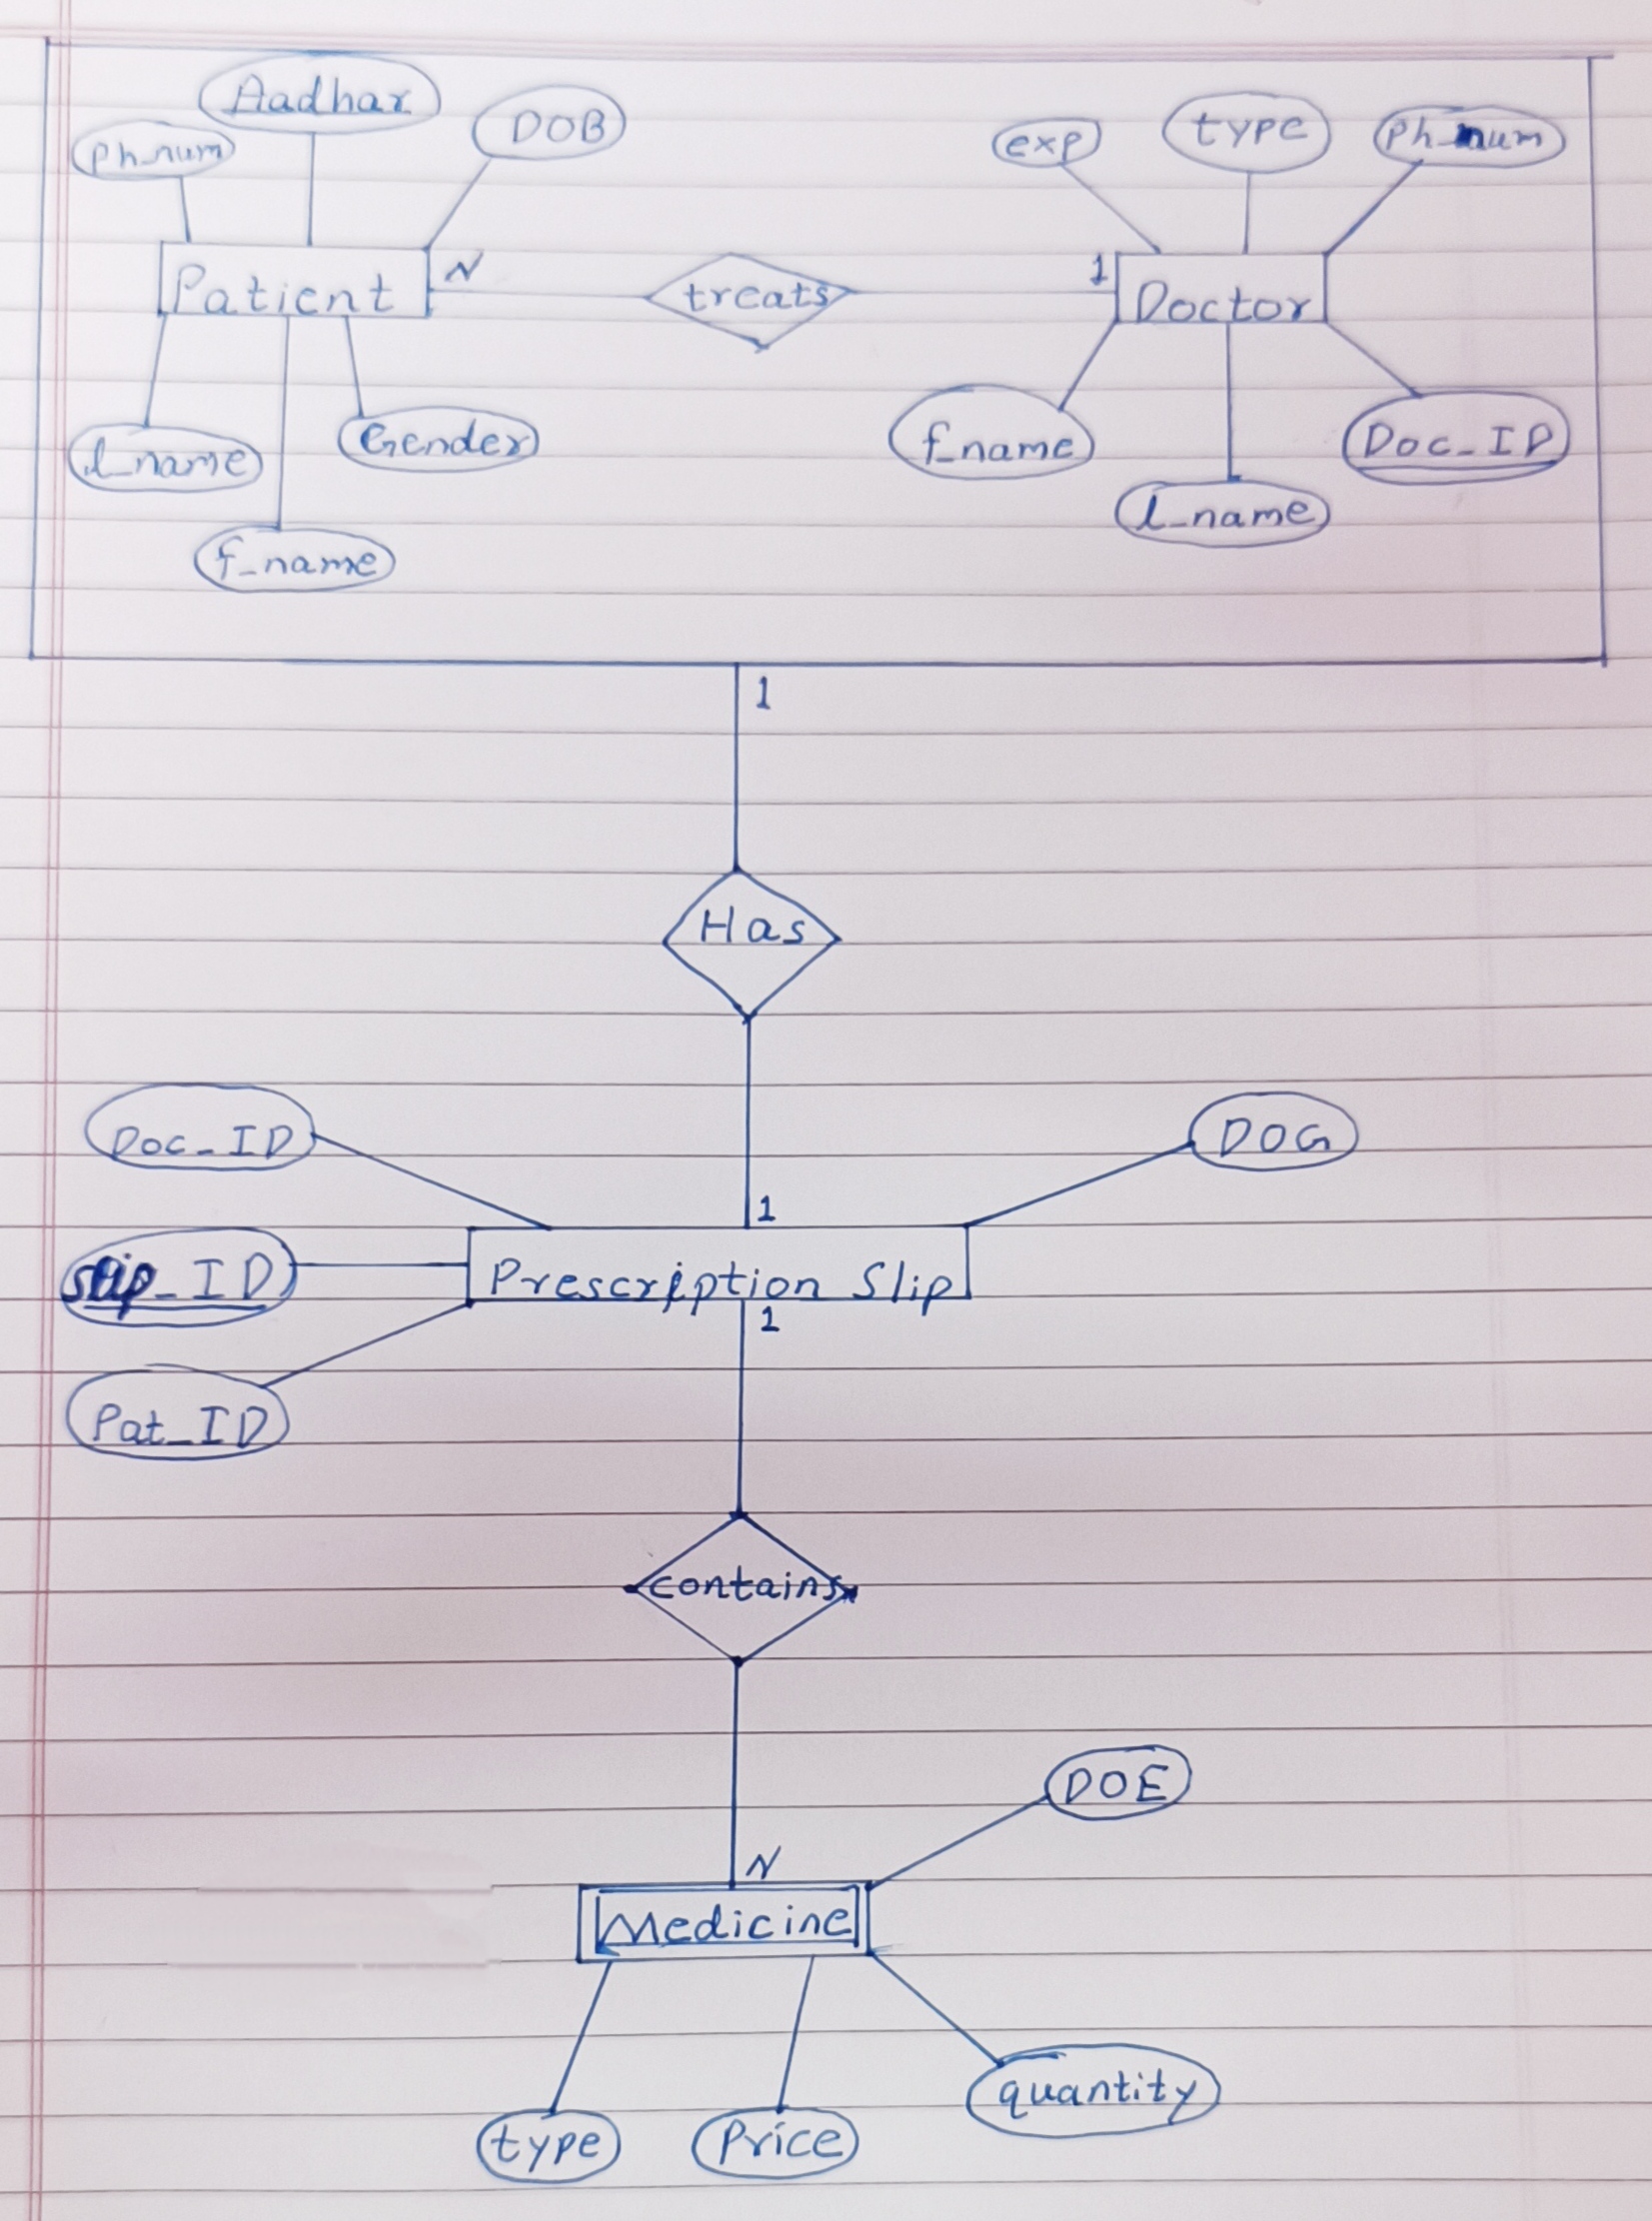 Aadhar
DOB
Ph_num
exp
type
Ph_num
Patient
N
treats
1
Doctor
l_name
Gender
f_name
f_name
l_name
Doc_ID
1
Has
Doc_ID
DOG
1
slip_ID
Prescription Slip
1
Pat_ID
contains
DOE
N
Medicine
type
Price
quantity